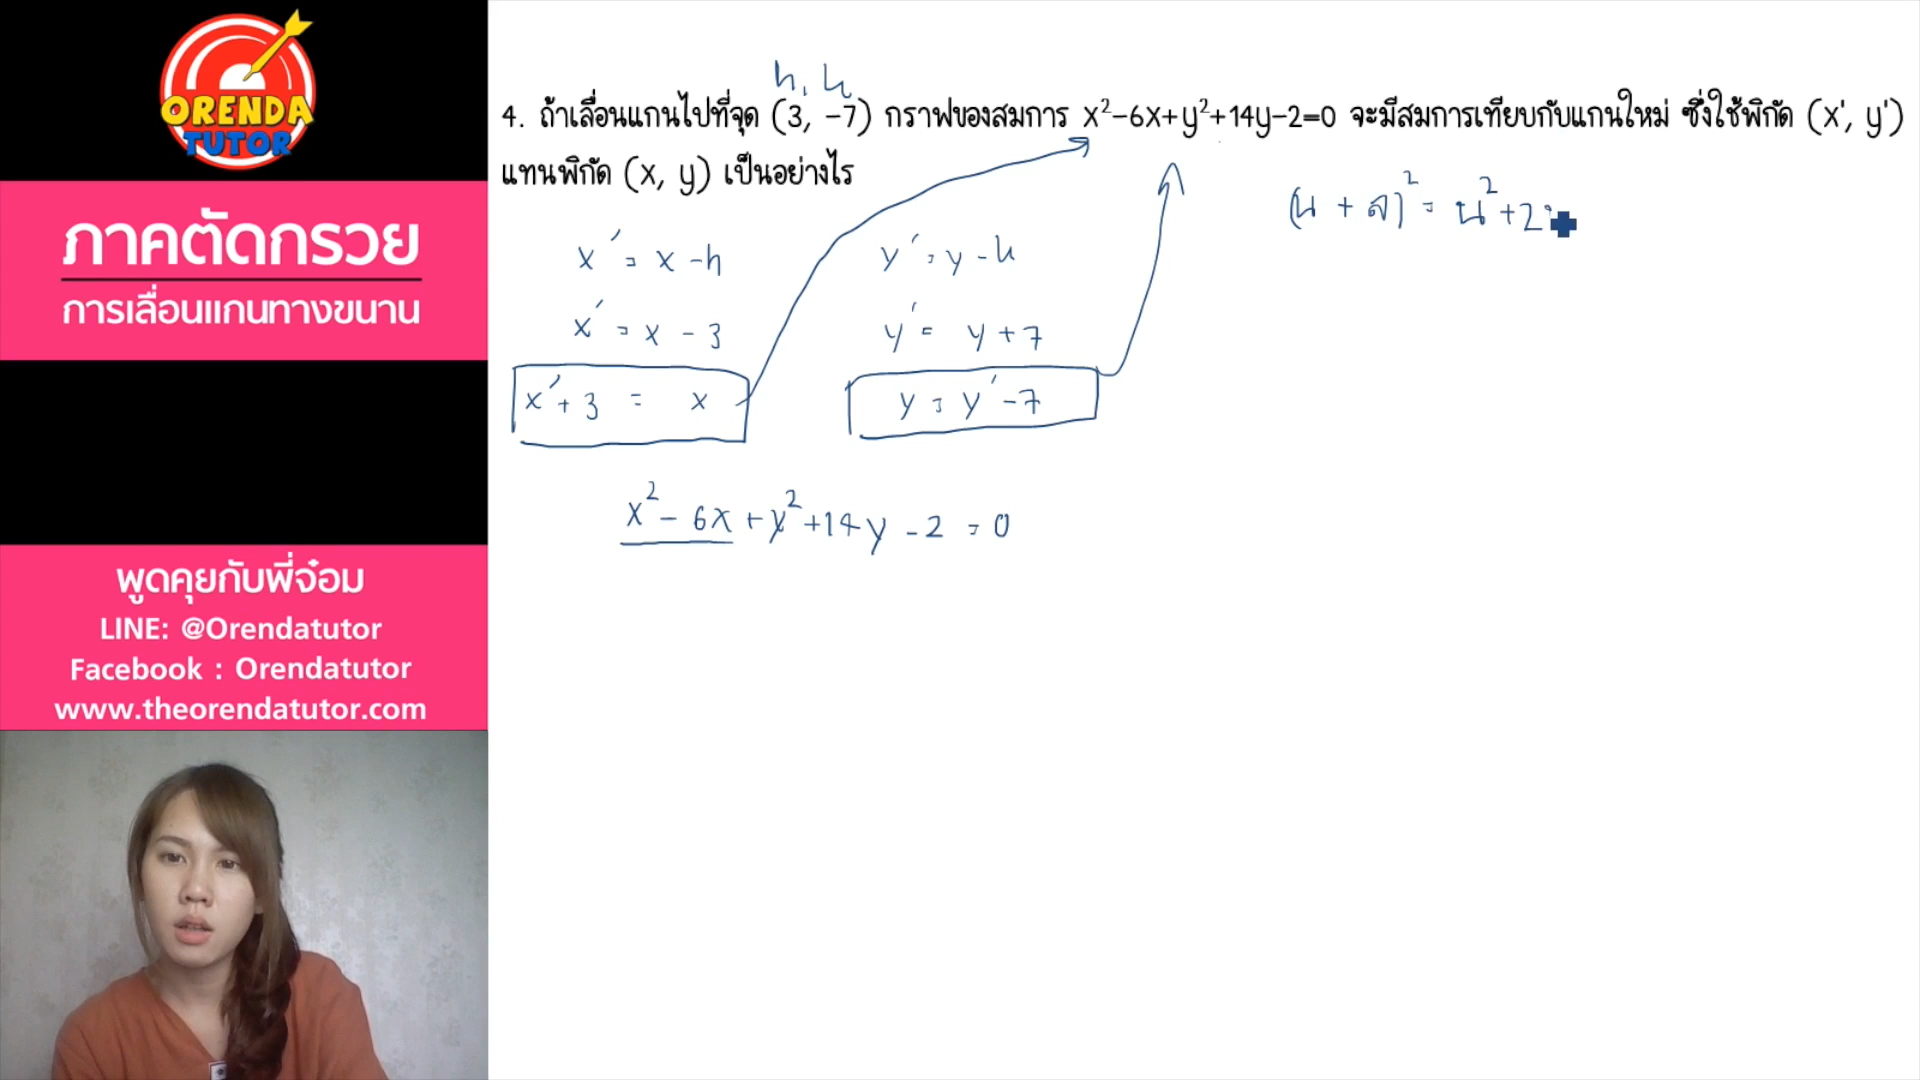 ORENDA
TUTOR
ภาคตัดกรวย
การเลื่อนแกนทางขนาน
พูดคุยกับพี่จ๋อม
LINE: @Orendatutor
Facebook : Orendatutor
www.theorendatutor.com
h, k
4. ถ้าเลื่อนแกนไปที่จุด (3, -7) กราฟของสมการ x²-6x+y²+14y-2=0 จะมีสมการเทียบกับแกนใหม่ ซึ่งใช้พิกัด (x', y')
แทนพิกัด (x, y) เป็นอย่างไร
(น + ล)² = น² + 2
x' = x - h
y' = y - k
x' = x - 3
y' = y + 7
x' + 3 = x
y = y' - 7
x² - 6x + y² + 14y - 2 = 0